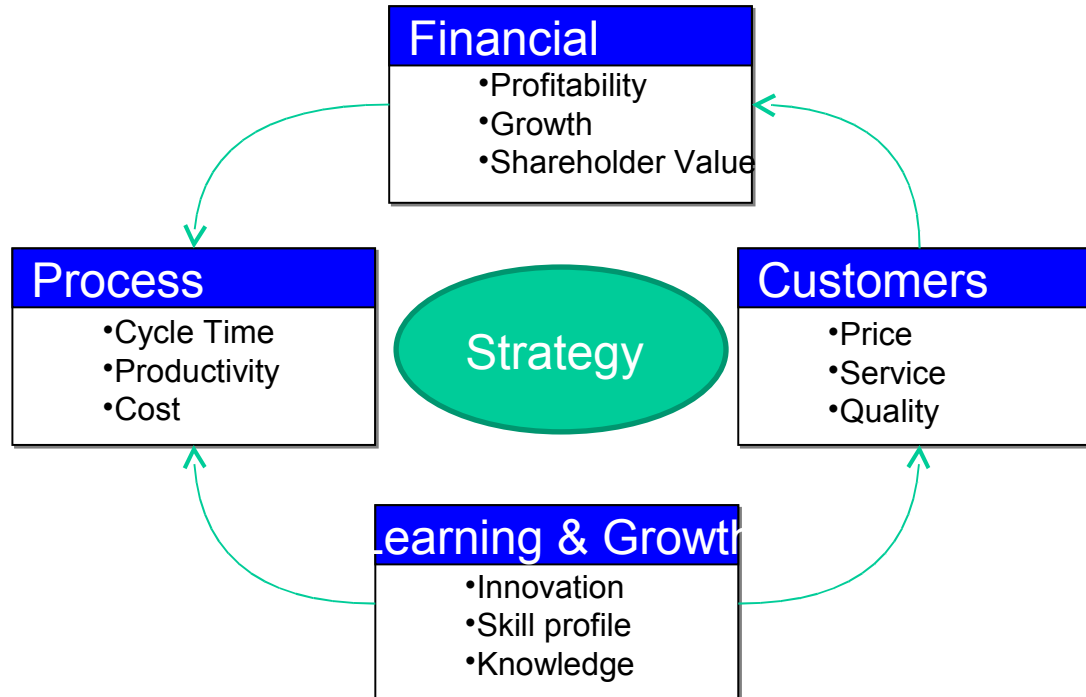 Financial
•Profitability
•Growth
•Shareholder Value
Process
•Cycle Time
•Productivity
•Cost
Strategy
Customers
•Price
•Service
•Quality
Learning & Growth
•Innovation
•Skill profile
•Knowledge